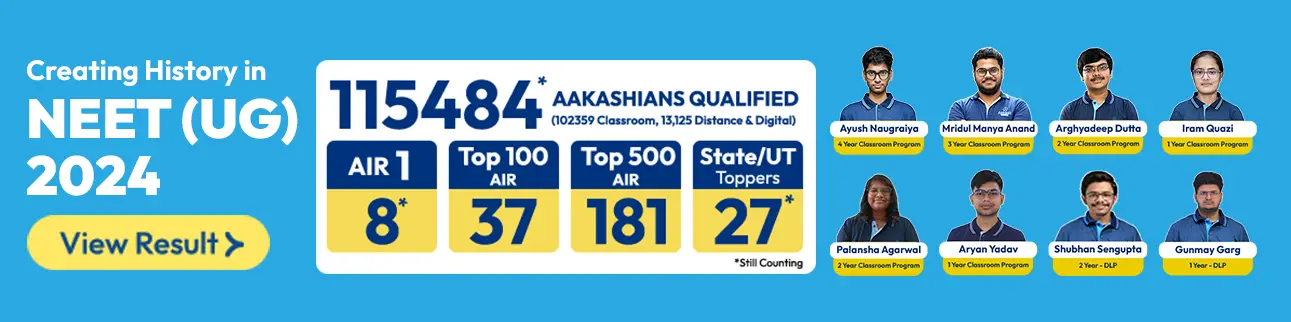 Creating History in
NEET (UG)
2024
View Result
115484* AAKASHIANS QUALIFIED
(102359 Classroom, 13,125 Distance & Digital)
AIR 1
8*
Top 100
AIR
37
Top 500
AIR
181
State/UT
Toppers
27*
*Still Counting
Ayush Naugraiya
4 Year Classroom Program
Mridul Manya Anand
3 Year Classroom Program
Arghyadeep Dutta
2 Year Classroom Program
Iram Quazi
1 Year Classroom Program
Palansha Agarwal
2 Year Classroom Program
Aryan Yadav
1 Year Classroom Program
Shubhan Sengupta
2 Year - DLP
Gunmay Garg
1 Year - DLP